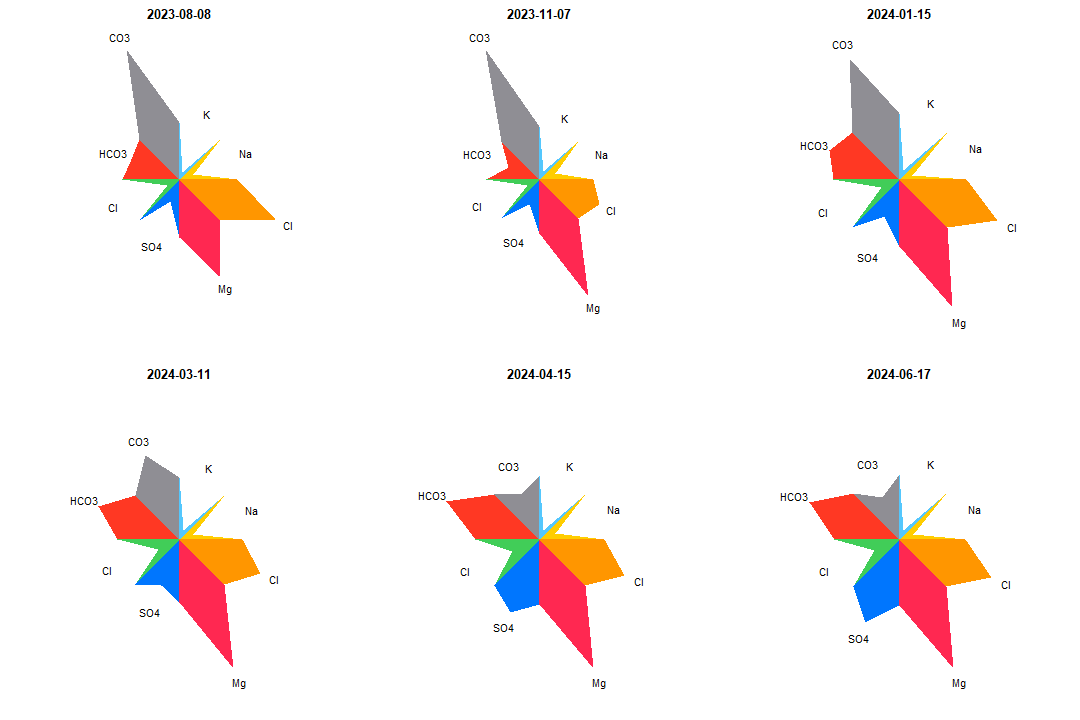 2023-08-08
CO3
K
HCO3
Na
Cl
Cl
SO4
Mg
2023-11-07
CO3
K
HCO3
Na
Cl
Cl
SO4
Mg
2024-01-15
CO3
K
HCO3
Na
Cl
Cl
SO4
Mg
2024-03-11
CO3
K
HCO3
Na
Cl
Cl
SO4
Mg
2024-04-15
CO3
K
HCO3
Na
Cl
Cl
SO4
Mg
2024-06-17
CO3
K
HCO3
Na
Cl
Cl
SO4
Mg